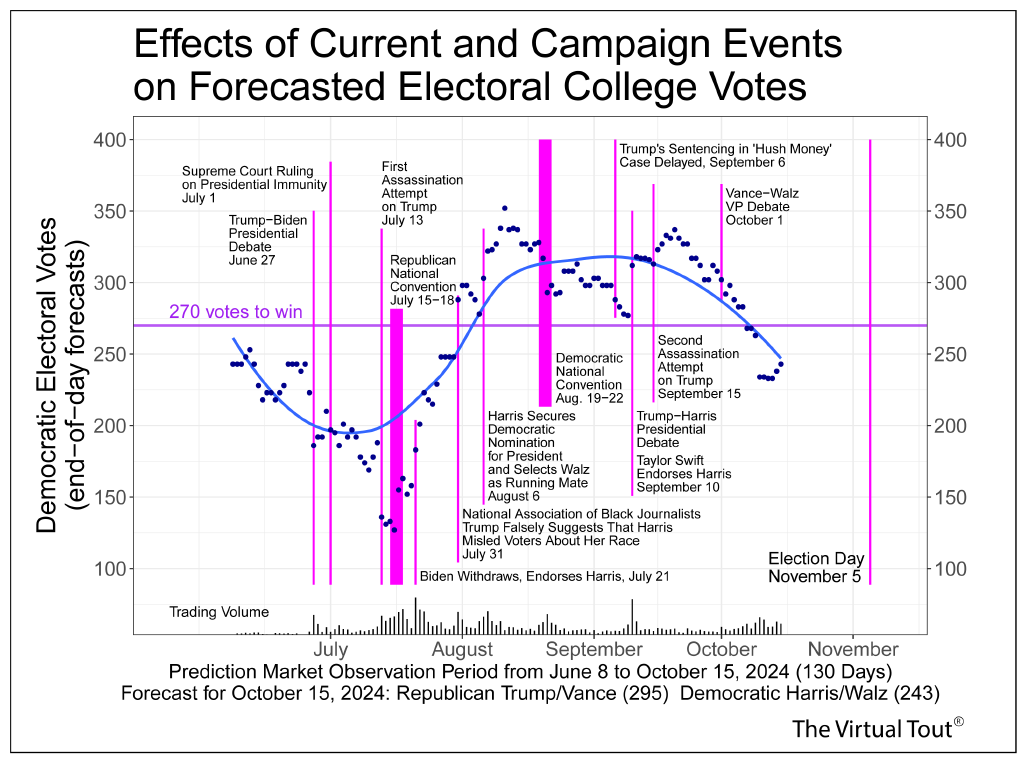 Effects of Current and Campaign Events
on Forecasted Electoral College Votes
Democratic Electoral Votes
(end−of−day forecasts)
400
350
300
250
200
150
100
400
350
300
250
200
150
100
Supreme Court Ruling
on Presidential Immunity
July 1
Trump−Biden
Presidential
Debate
June 27
First
Assassination
Attempt
on Trump
July 13
Republican
National
Convention
July 15−18
Trump's Sentencing in 'Hush Money'
Case Delayed, September 6
Vance−Walz
VP Debate
October 1
270 votes to win
Democratic
National
Convention
Aug. 19−22
Second
Assassination
Attempt
on Trump
September 15
Harris Secures
Democratic
Nomination
for President
and Selects Walz
as Running Mate
August 6
Trump−Harris
Presidential
Debate
Taylor Swift
Endorses Harris
September 10
National Association of Black Journalists
Trump Falsely Suggests That Harris
Misled Voters About Her Race
July 31
Biden Withdraws, Endorses Harris, July 21
Election Day
November 5
Trading Volume
July
August
September
October
November
Prediction Market Observation Period from June 8 to October 15, 2024 (130 Days)
Forecast for October 15, 2024: Republican Trump/Vance (295) Democratic Harris/Walz (243)
The Virtual Tout®